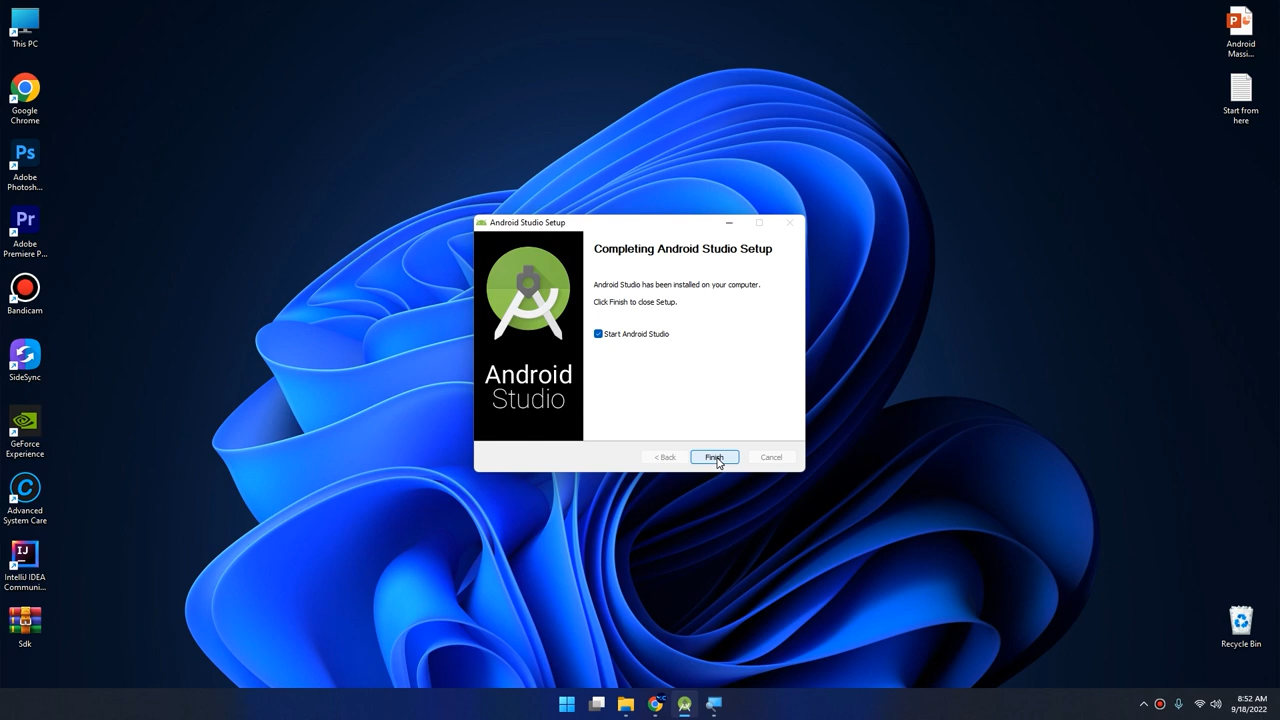 This PC
Google
Chrome
Adobe
Photosh...
Adobe
Premiere P...
Bandicam
SideSync
GeForce
Experience
Advanced
System Care
IntelliJ IDEA
Communi...
Sdk
Ps
Pr
IJ
Android Studio Setup
Completing Android Studio Setup
Android Studio has been installed on your computer.
Click Finish to close Setup.
Start Android Studio
Android
Studio
< Back
Finish
Cancel
Android
Massi...
Start from
here
Recycle Bin
8:52 AM
9/18/2022